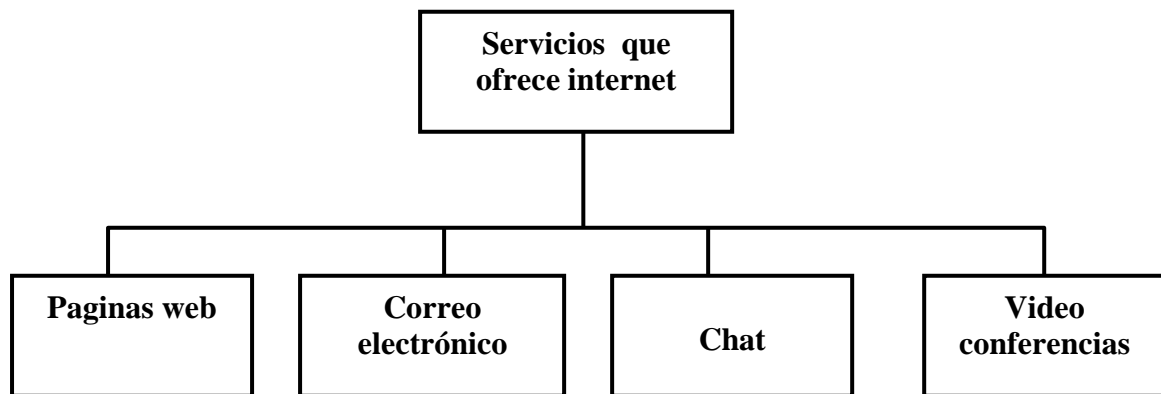 Servicios que
ofrece internet
Paginas web
Correo
electrónico
Chat
Video
conferencias